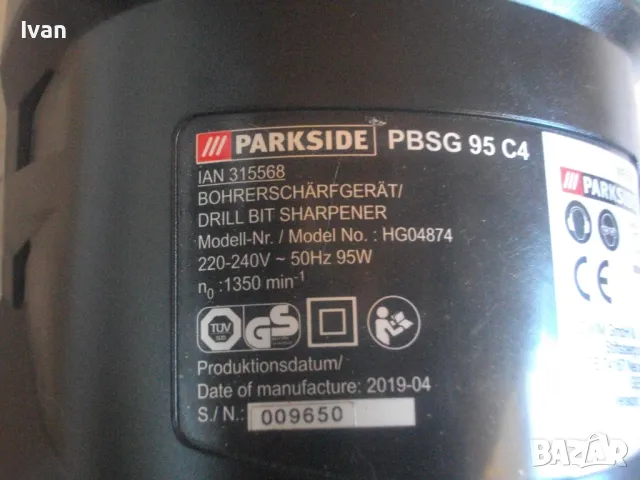 Ivan
PARKSIDE PBSG 95 C4
IAN 315568
BOHRERSCHÄRFGERÄT/
DRILL BIT SHARPENER
Modell-Nr. / Model No. : HG04874
220-240V ~ 50Hz 95W
n0 :1350 min-1
TÜV
SÜD
GS
Produktionsdatum/
Date of manufacture: 2019-04
S./ N.: 009650
PARKSIDE
CE
BAZAR